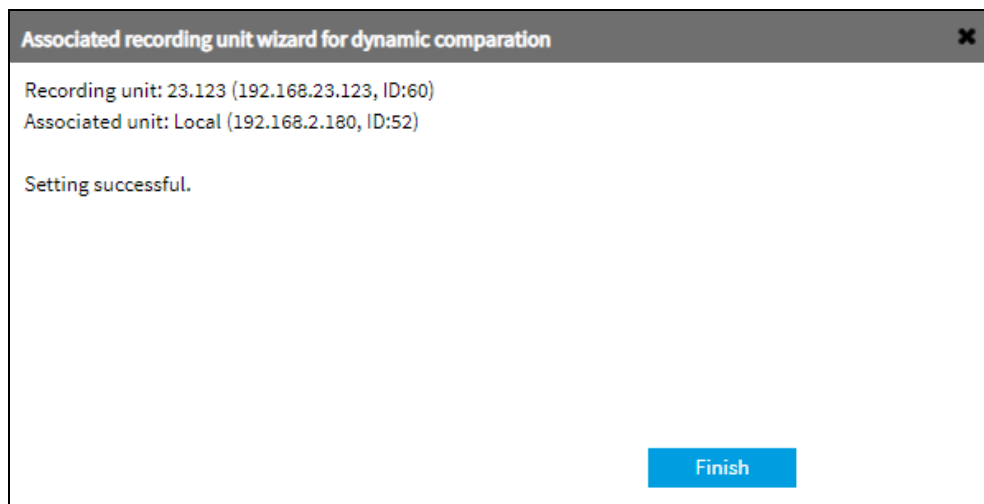 Associated recording unit wizard for dynamic comparation
Recording unit: 23.123 (192.168.23.123, ID:60)
Associated unit: Local (192.168.2.180, ID:52)
Setting successful.
Finish